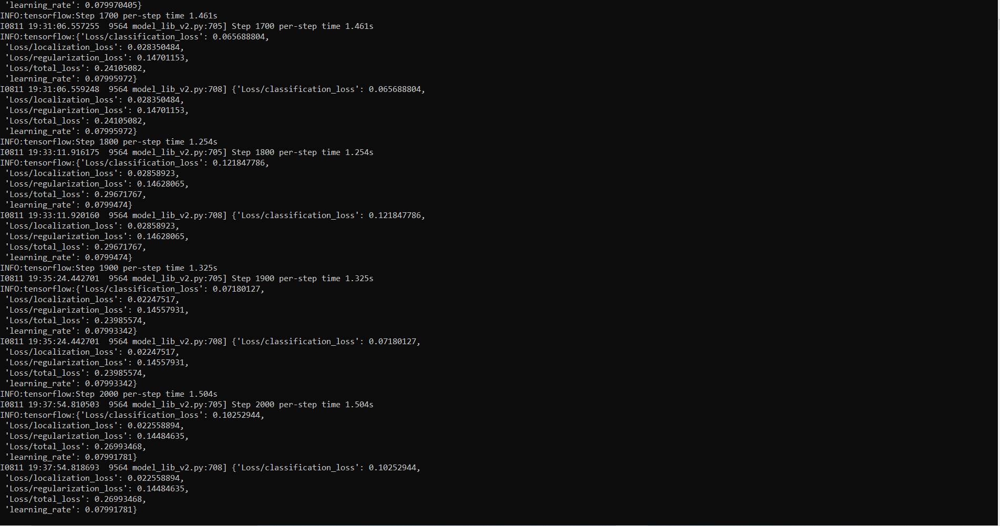 'learning_rate': 0.079970405}
INFO:tensorflow:Step 1700 per-step time 1.461s
I0811 19:31:06.557255  9564 model_lib_v2.py:705] Step 1700 per-step time 1.461s
INFO:tensorflow:{'Loss/classification_loss': 0.065688804,
 'Loss/localization_loss': 0.028350484,
 'Loss/regularization_loss': 0.14701153,
 'Loss/total_loss': 0.24105082,
 'learning_rate': 0.07995972}
I0811 19:31:06.559248  9564 model_lib_v2.py:708] {'Loss/classification_loss': 0.065688804,
 'Loss/localization_loss': 0.028350484,
 'Loss/regularization_loss': 0.14701153,
 'Loss/total_loss': 0.24105082,
 'learning_rate': 0.07995972}
INFO:tensorflow:Step 1800 per-step time 1.254s
I0811 19:33:11.916175  9564 model_lib_v2.py:705] Step 1800 per-step time 1.254s
INFO:tensorflow:{'Loss/classification_loss': 0.121847786,
 'Loss/localization_loss': 0.02858923,
 'Loss/regularization_loss': 0.14628065,
 'Loss/total_loss': 0.29671767,
 'learning_rate': 0.0799474}
I0811 19:33:11.920160  9564 model_lib_v2.py:708] {'Loss/classification_loss': 0.121847786,
 'Loss/localization_loss': 0.02858923,
 'Loss/regularization_loss': 0.14628065,
 'Loss/total_loss': 0.29671767,
 'learning_rate': 0.0799474}
INFO:tensorflow:Step 1900 per-step time 1.325s
I0811 19:35:24.442701  9564 model_lib_v2.py:705] Step 1900 per-step time 1.325s
INFO:tensorflow:{'Loss/classification_loss': 0.07180127,
 'Loss/localization_loss': 0.02247517,
 'Loss/regularization_loss': 0.14557931,
 'Loss/total_loss': 0.23985574,
 'learning_rate': 0.07993342}
I0811 19:35:24.442701  9564 model_lib_v2.py:708] {'Loss/classification_loss': 0.07180127,
 'Loss/localization_loss': 0.02247517,
 'Loss/regularization_loss': 0.14557931,
 'Loss/total_loss': 0.23985574,
 'learning_rate': 0.07993342}
INFO:tensorflow:Step 2000 per-step time 1.504s
I0811 19:37:54.810503  9564 model_lib_v2.py:705] Step 2000 per-step time 1.504s
INFO:tensorflow:{'Loss/classification_loss': 0.10252944,
 'Loss/localization_loss': 0.022558894,
 'Loss/regularization_loss': 0.14484635,
 'Loss/total_loss': 0.26993468,
 'learning_rate': 0.07991781}
I0811 19:37:54.818693  9564 model_lib_v2.py:708] {'Loss/classification_loss': 0.10252944,
 'Loss/localization_loss': 0.022558894,
 'Loss/regularization_loss': 0.14484635,
 'Loss/total_loss': 0.26993468,
 'learning_rate': 0.07991781}